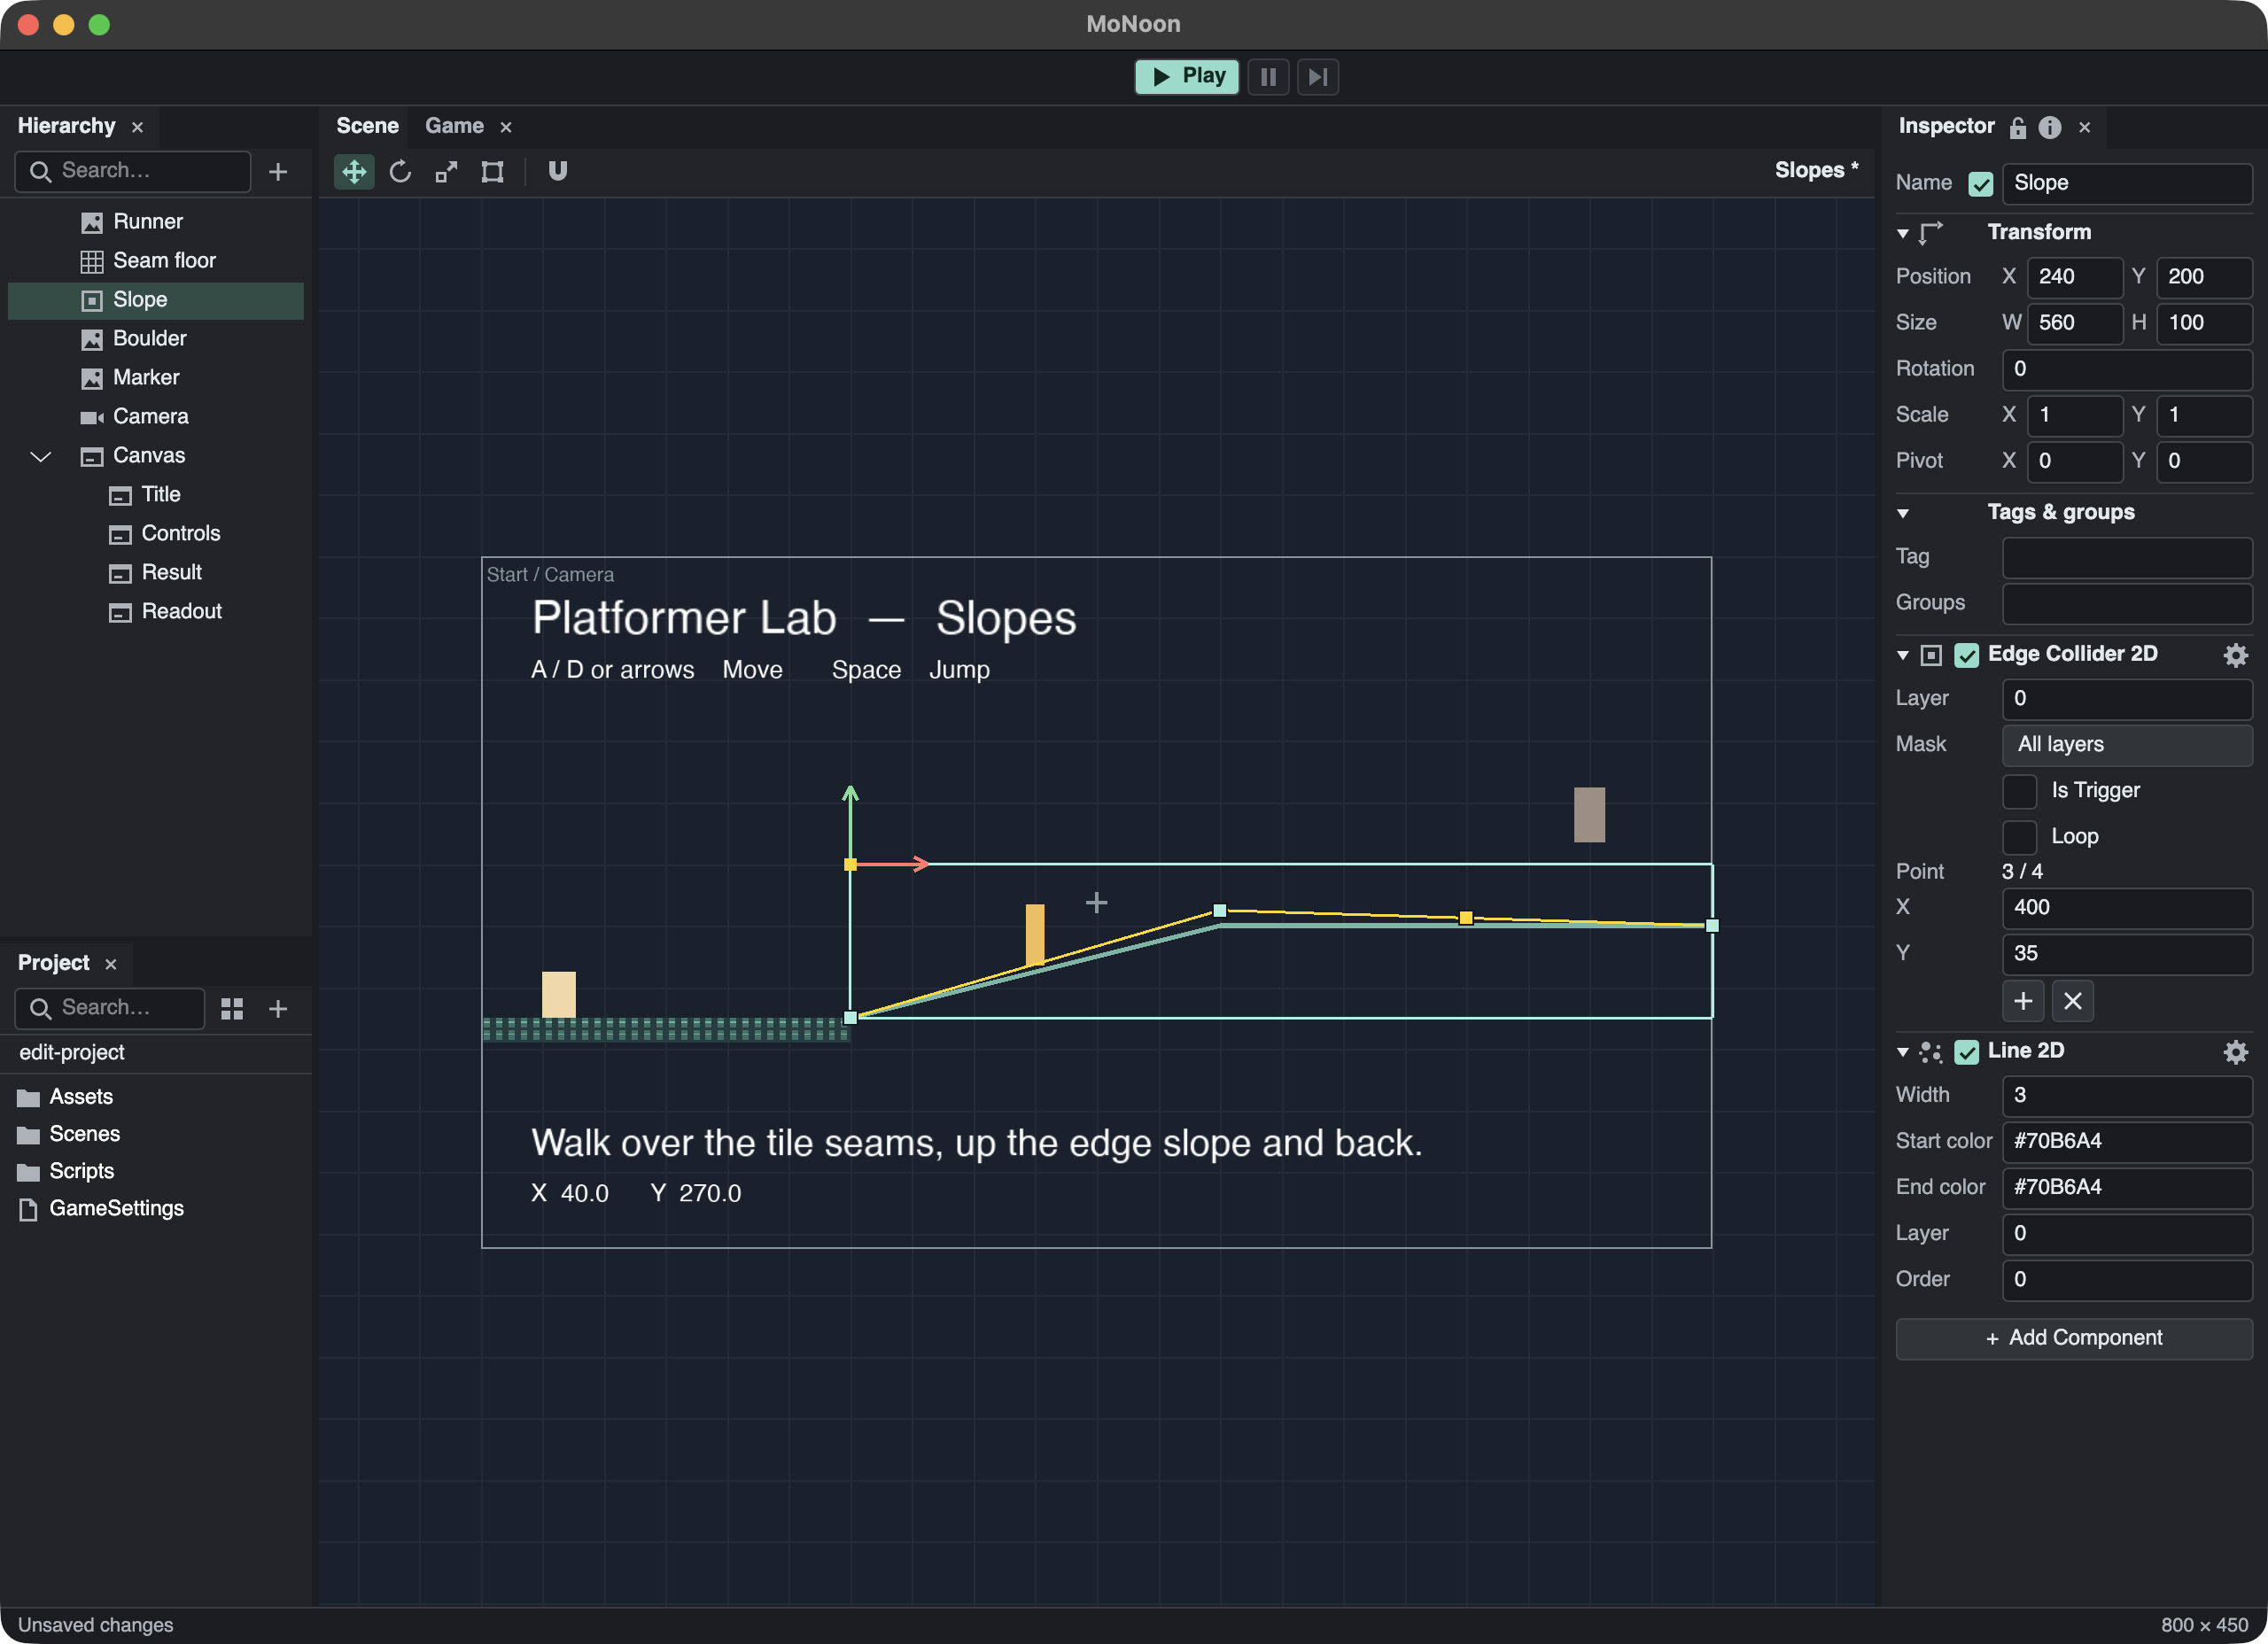 MoNoon
Play
Hierarchy
Search...
Runner
Seam floor
Slope
Boulder
Marker
Camera
Canvas
Title
Controls
Result
Readout
Project
Search...
edit-project
Assets
Scenes
Scripts
GameSettings
Scene Game
Slopes *
Start / Camera
Platformer Lab — Slopes
A / D or arrows Move Space Jump
Walk over the tile seams, up the edge slope and back.
X 40.0 Y 270.0
Inspector
Name Slope
Transform
Position X 240 Y 200
Size W 560 H 100
Rotation 0
Scale X 1 Y 1
Pivot X 0 Y 0
Tags & groups
Tag
Groups
Edge Collider 2D
Layer 0
Mask All layers
Is Trigger
Loop
Point 3 / 4
X 400
Y 35
Line 2D
Width 3
Start color #70B6A4
End color #70B6A4
Layer 0
Order 0
+ Add Component
Unsaved changes
800 × 450